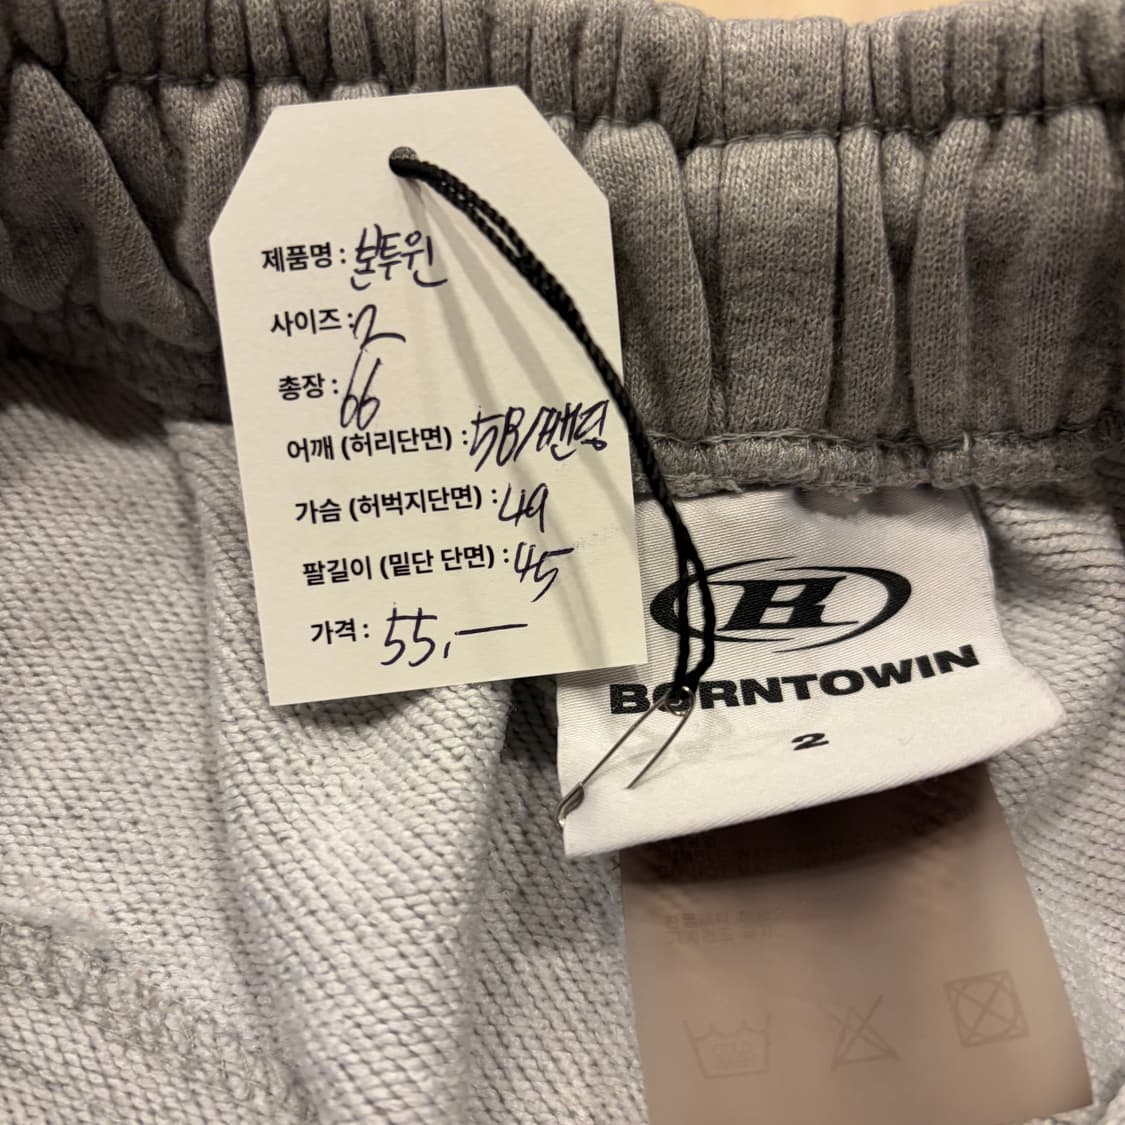 제품명 : 본투윈
사이즈 : 2
총장 : 66
어깨 (허리단면) : 58/밴딩
가슴 (허벅지단면) : 49
팔길이 (밑단 단면) : 45
가격 : 55,—
B
BORNTOWIN
2